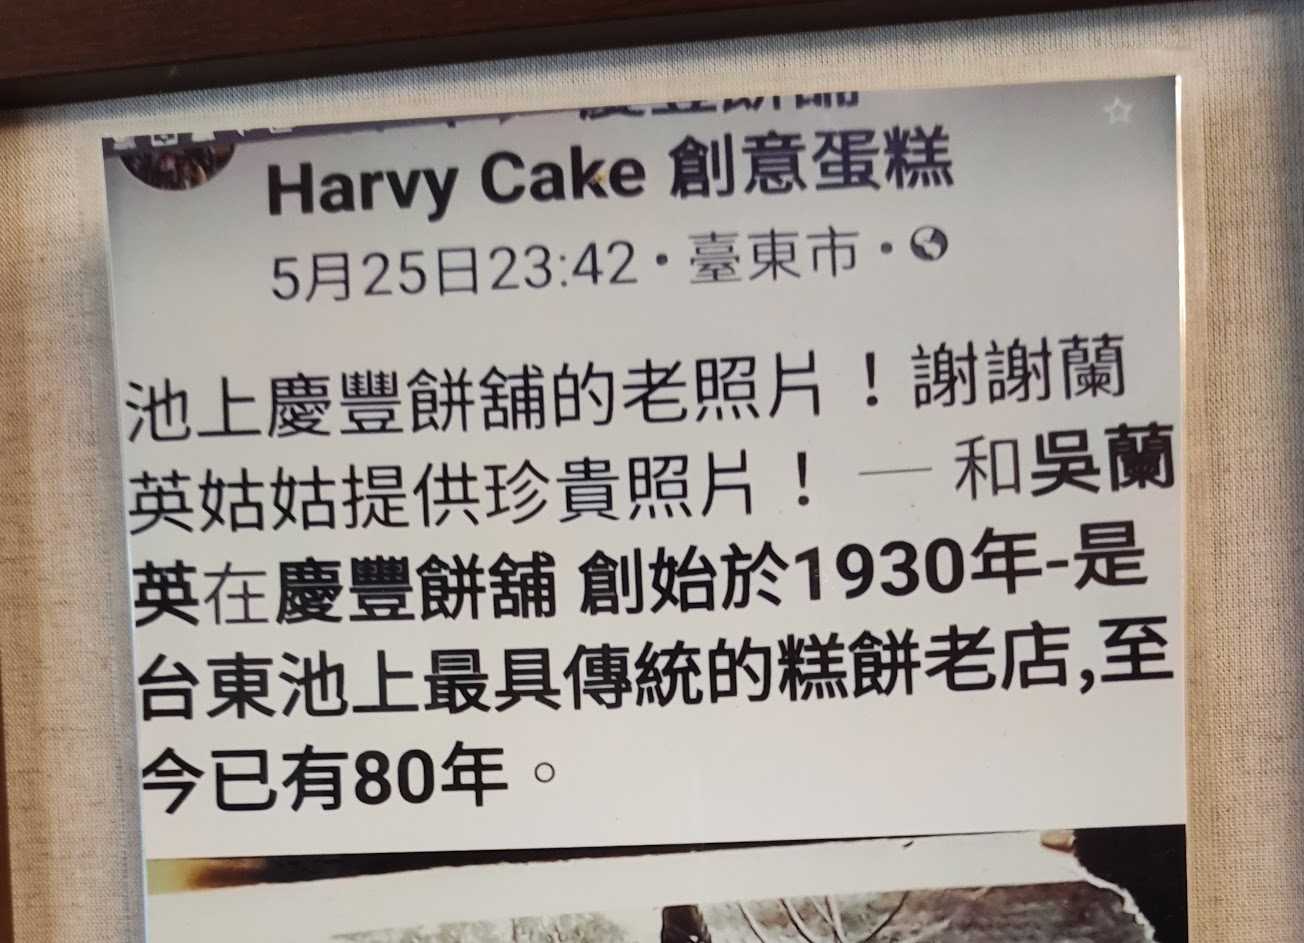 Harvy Cake 創意蛋糕
5月25日23:42・臺東市・
池上慶豐餅舖的老照片！謝謝蘭
英姑姑提供珍貴照片！ — 和吳蘭
英在慶豐餅舖 創始於1930年-是
台東池上最具傳統的糕餅老店,至
今已有80年。